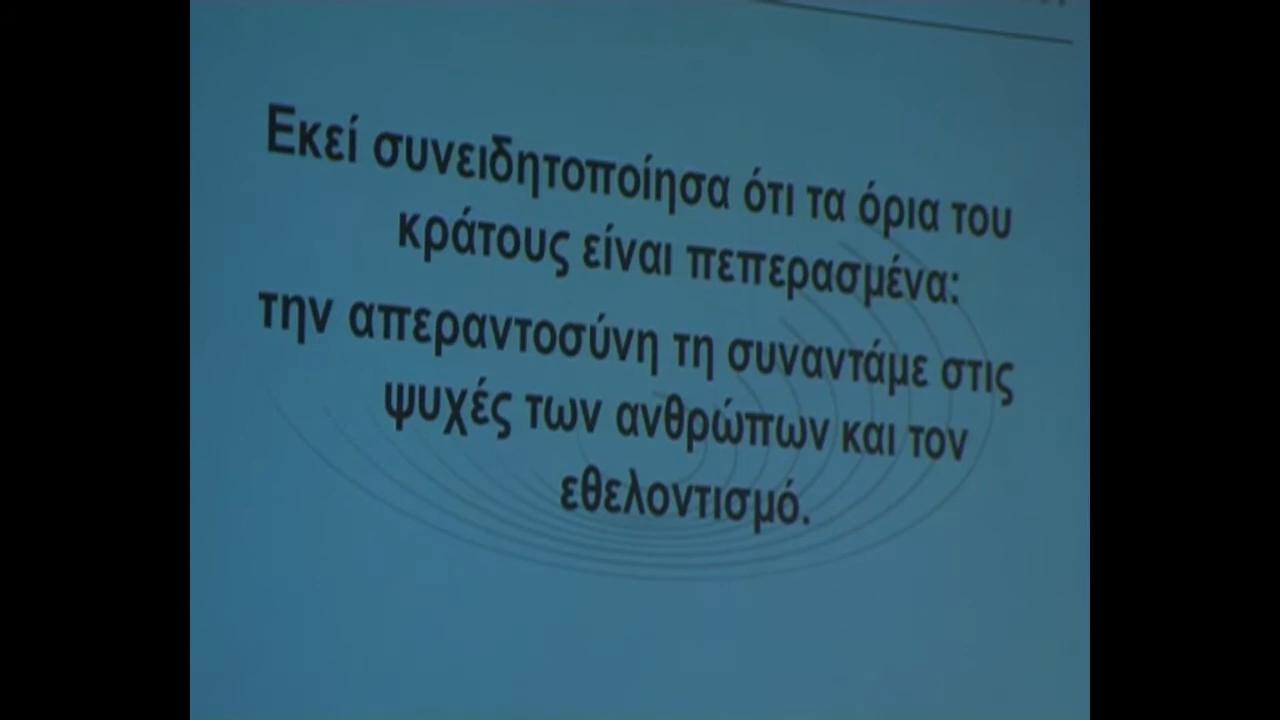 Εκεί συνειδητοποίησα ότι τα όρια του
κράτους είναι πεπερασμένα:
την απεραντοσύνη τη συναντάμε στις
ψυχές των ανθρώπων και τον
εθελοντισμό.